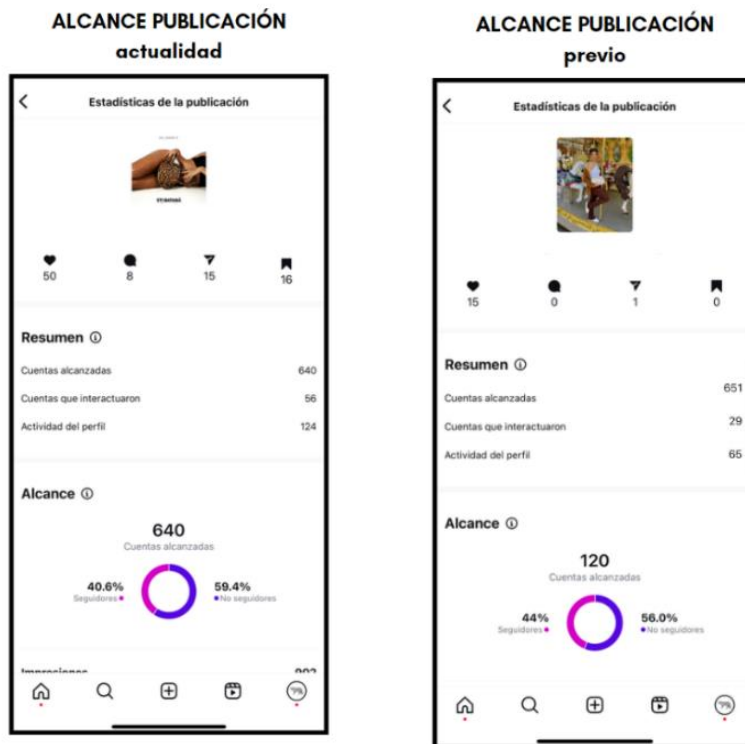 ALCANCE PUBLICACIÓN
actualidad
Estadísticas de la publicación
50 8 15 16
Resumen
Cuentas alcanzadas 640
Cuentas que interactuaron 56
Actividad del perfil 124
Alcance
640
Cuentas alcanzadas
40.6% 59.4%
Seguidores No seguidores
Impresiones 902
ALCANCE PUBLICACIÓN
previo
Estadísticas de la publicación
15 0 1 0
Resumen
Cuentas alcanzadas 651
Cuentas que interactuaron 29
Actividad del perfil 65
Alcance
120
Cuentas alcanzadas
44% 56.0%
Seguidores No seguidores